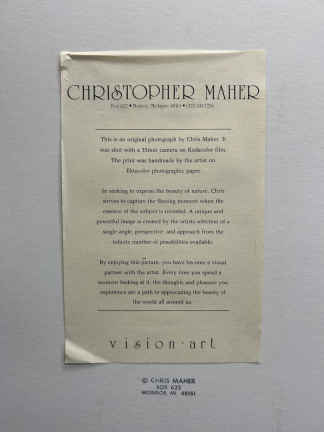 CHRISTOPHER MAHER
Box • Monroe, Michigan •
This is an original photograph by Chris Maher. It
was shot with a 35mm camera on Kodacolor film.
The print was handmade by the artist on
Ektacolor photographic paper.
In seeking to express the beauty of nature, Chris
strives to capture the fleeting moment when the
essence of the subject is revealed. A unique and
powerful image is created by the artists selection of a
single angle, perspective and approach from the
infinite number of possibilities available.
By enjoying this picture, you have become a visual
partner with the artist. Every time you spend a
moment looking at it, the thoughts and pleasure you
experience are a path to appreciating the beauty of
the world all around us.
vision·art
© CHRIS MAHER
BOX 625
MONROE, MI. 48161